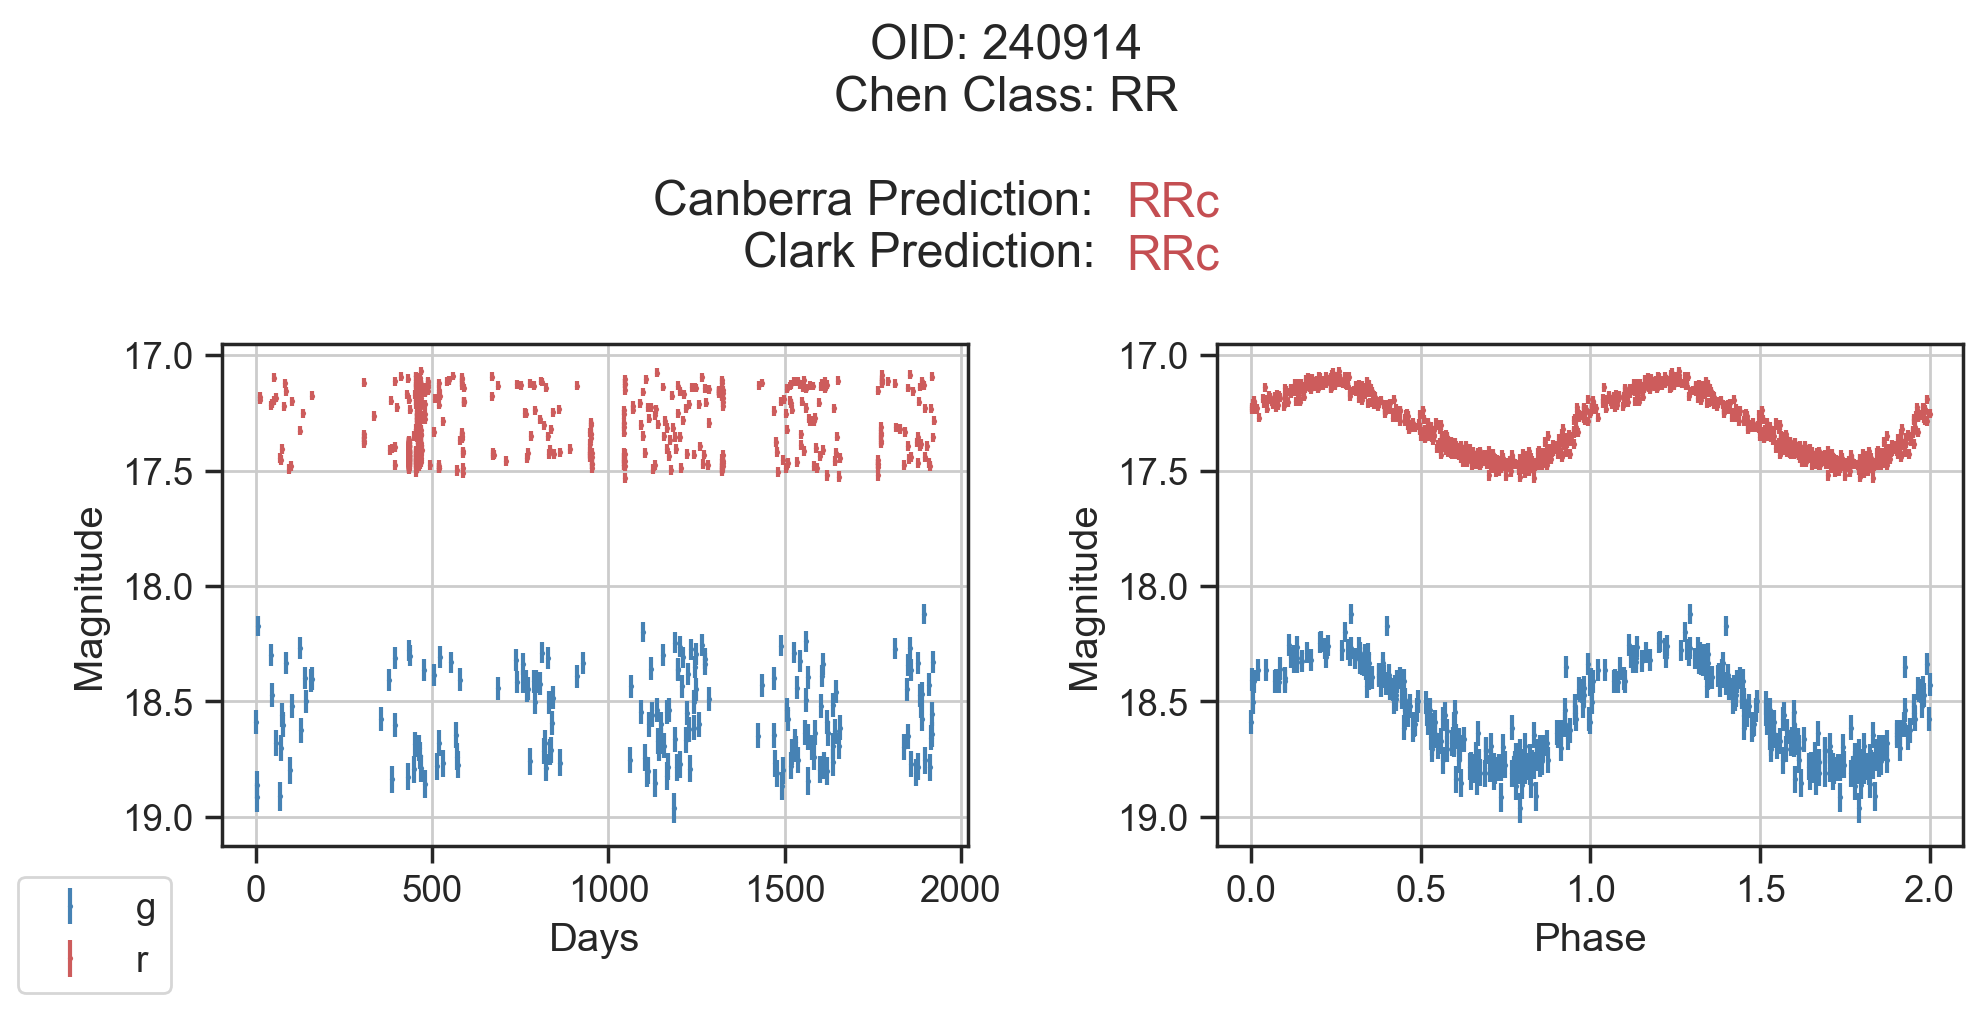 OID: 240914
Chen Class: RR
Canberra Prediction: RRc
Clark Prediction: RRc
17.0
17.5
18.0
18.5
19.0
Magnitude
0 500 1000 1500 2000
Days
17.0
17.5
18.0
18.5
19.0
Magnitude
0.0 0.5 1.0 1.5 2.0
Phase
g
r